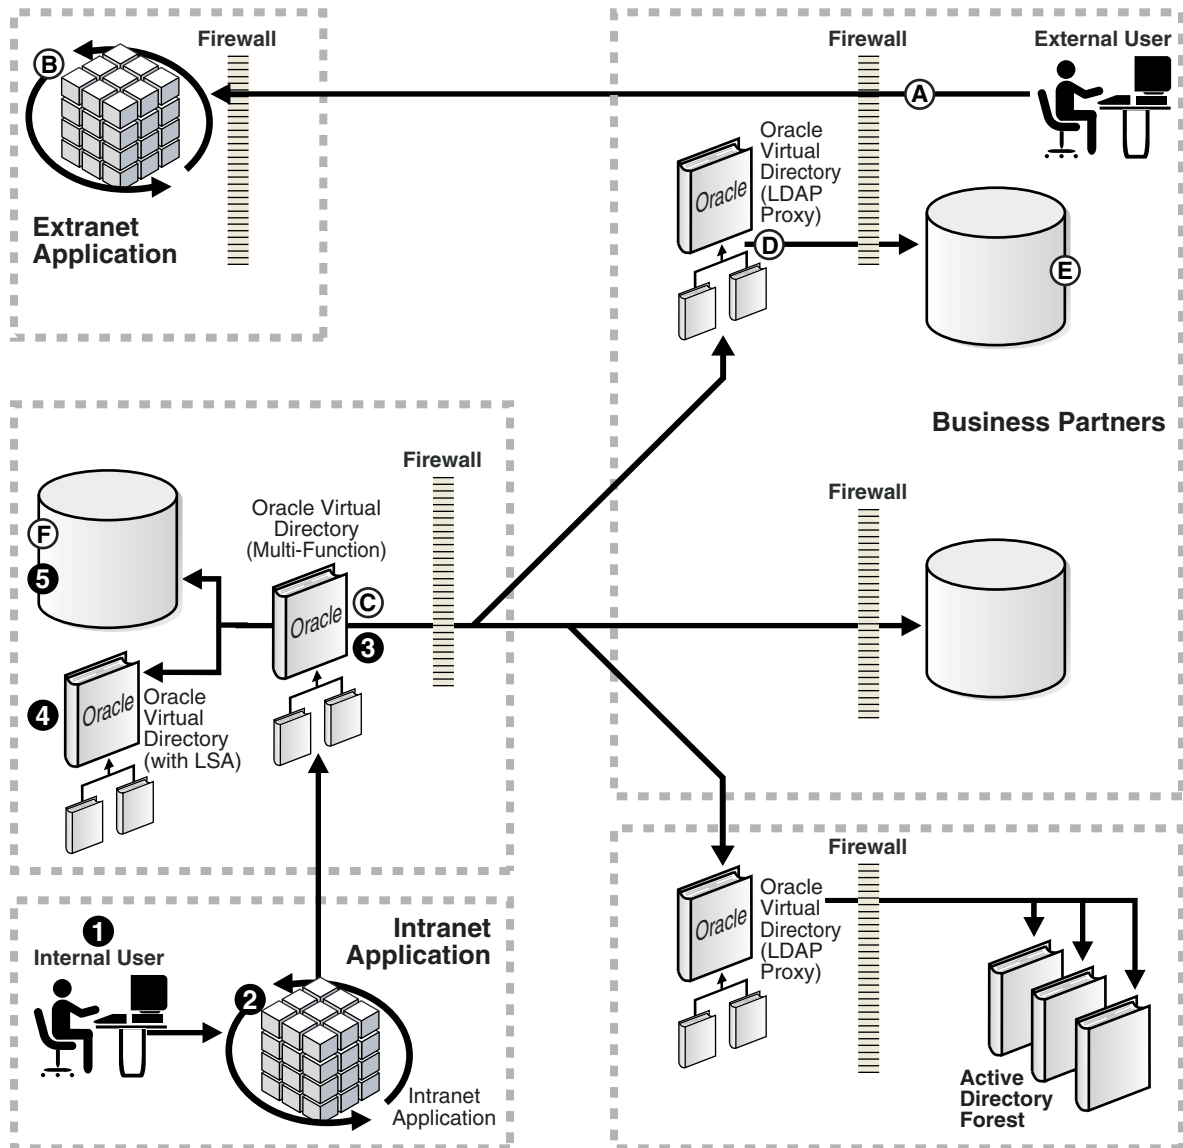 Firewall
B
Extranet
Application
Firewall
External User
A
Oracle
Virtual
Directory
(LDAP
Proxy)
Oracle
D
E
Business Partners
Firewall
Firewall
Oracle Virtual
Directory
(Multi-Function)
F
5
Oracle
C
3
4
Oracle
Oracle
Virtual
Directory
(with LSA)
1
Internal User
Intranet
Application
2
Intranet
Application
Firewall
Oracle
Oracle
Virtual
Directory
(LDAP
Proxy)
Active
Directory
Forest